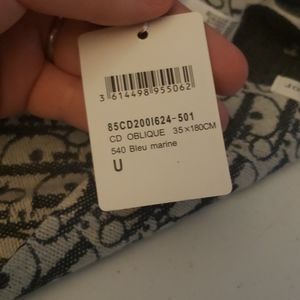 3 614498 955062
85CD200I624-501
CD OBLIQUE 35×180CM
540 Bleu marine
U